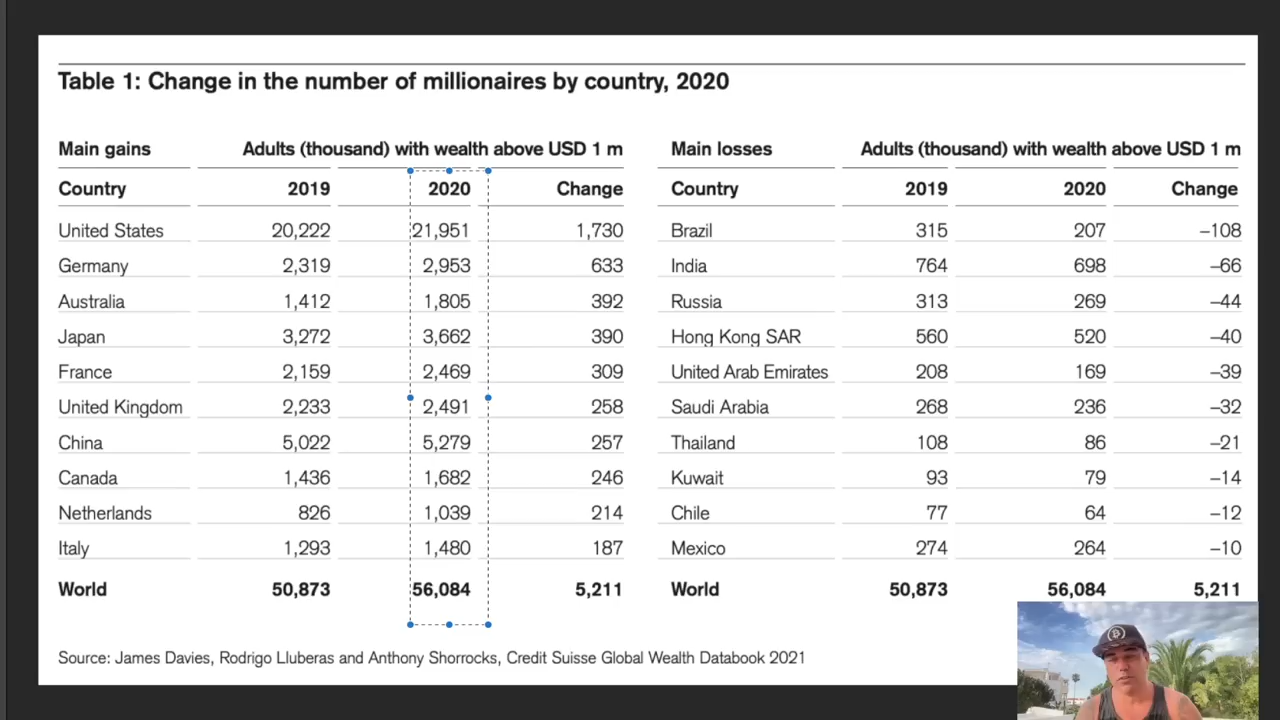 Table 1: Change in the number of millionaires by country, 2020
Main gains Adults (thousand) with wealth above USD 1 m
Country 2019 2020 Change
United States 20,222 21,951 1,730
Germany 2,319 2,953 633
Australia 1,412 1,805 392
Japan 3,272 3,662 390
France 2,159 2,469 309
United Kingdom 2,233 2,491 258
China 5,022 5,279 257
Canada 1,436 1,682 246
Netherlands 826 1,039 214
Italy 1,293 1,480 187
World 50,873 56,084 5,211
Main losses Adults (thousand) with wealth above USD 1 m
Country 2019 2020 Change
Brazil 315 207 –108
India 764 698 –66
Russia 313 269 –44
Hong Kong SAR 560 520 –40
United Arab Emirates 208 169 –39
Saudi Arabia 268 236 –32
Thailand 108 86 –21
Kuwait 93 79 –14
Chile 77 64 –12
Mexico 274 264 –10
World 50,873 56,084 5,211
Source: James Davies, Rodrigo Lluberas and Anthony Shorrocks, Credit Suisse Global Wealth Databook 2021